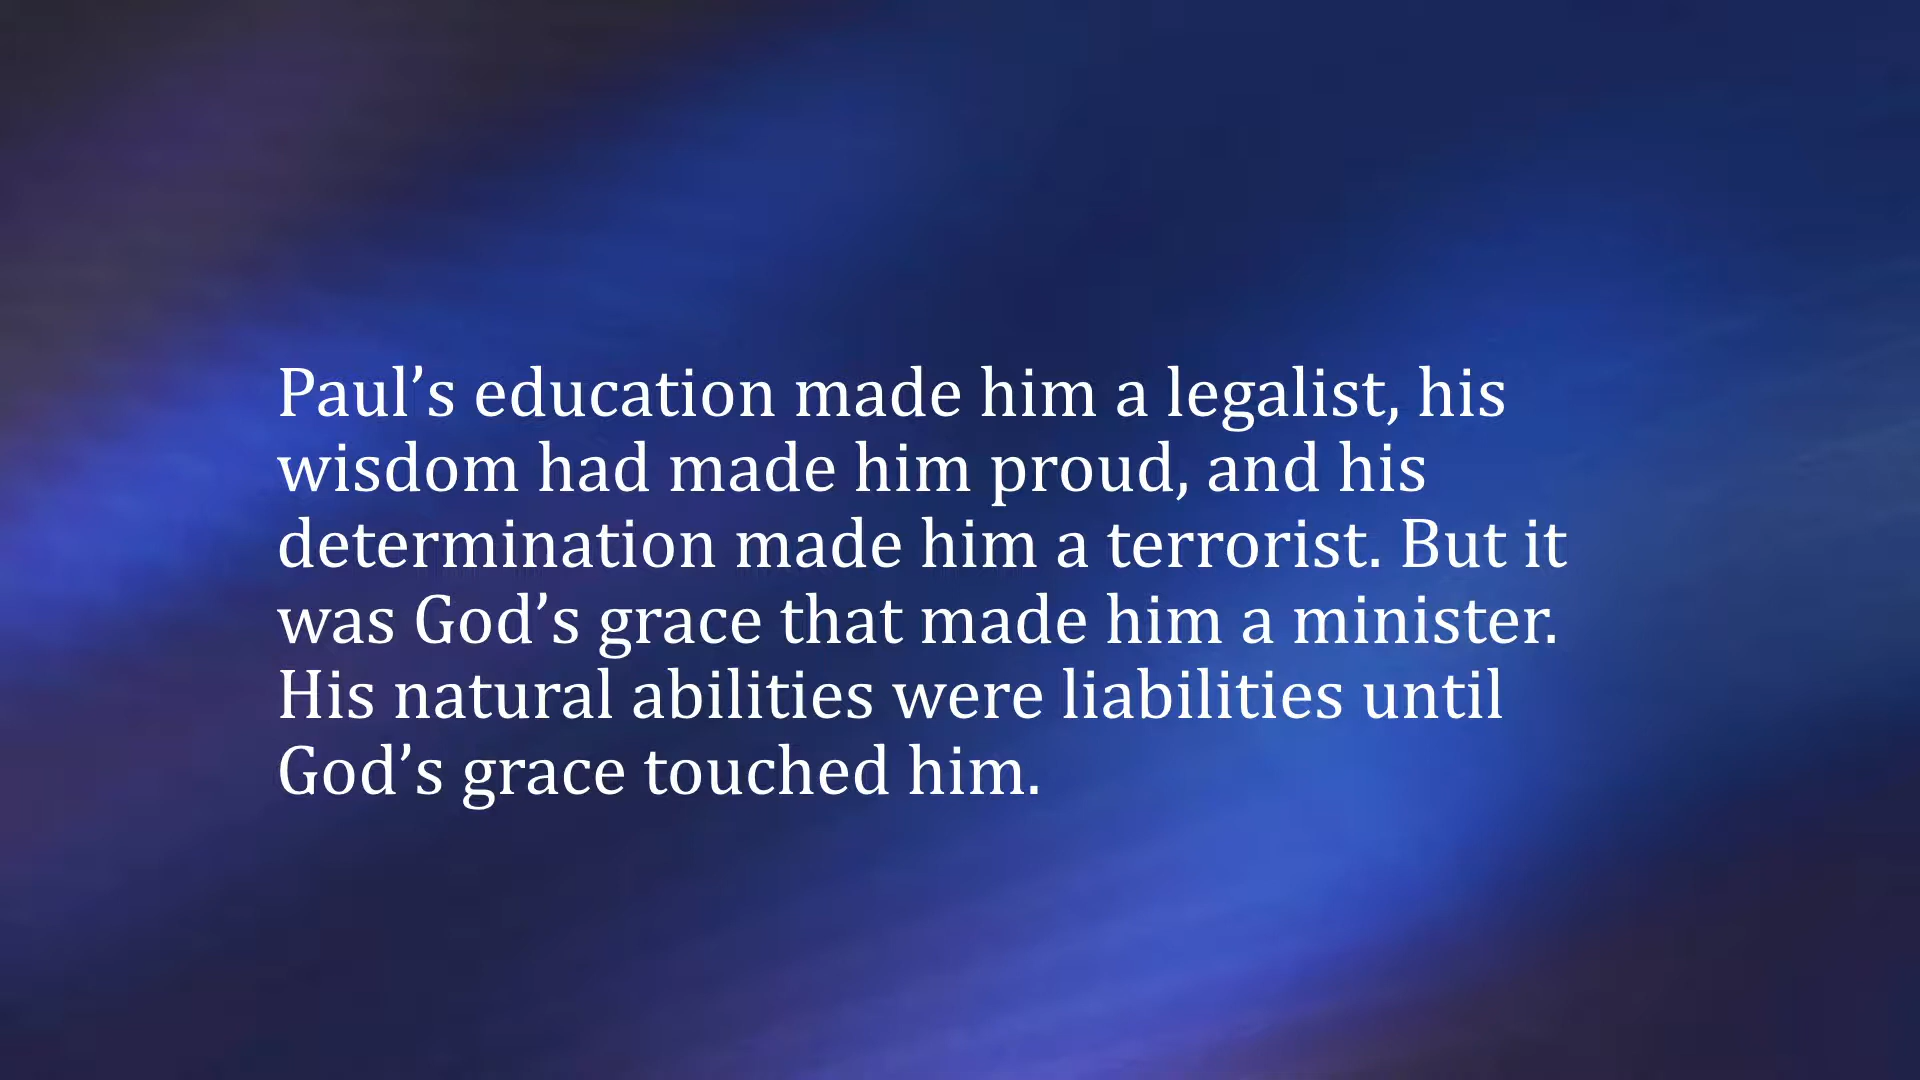 Paul’s education made him a legalist, his
wisdom had made him proud, and his
determination made him a terrorist. But it
was God’s grace that made him a minister.
His natural abilities were liabilities until
God’s grace touched him.